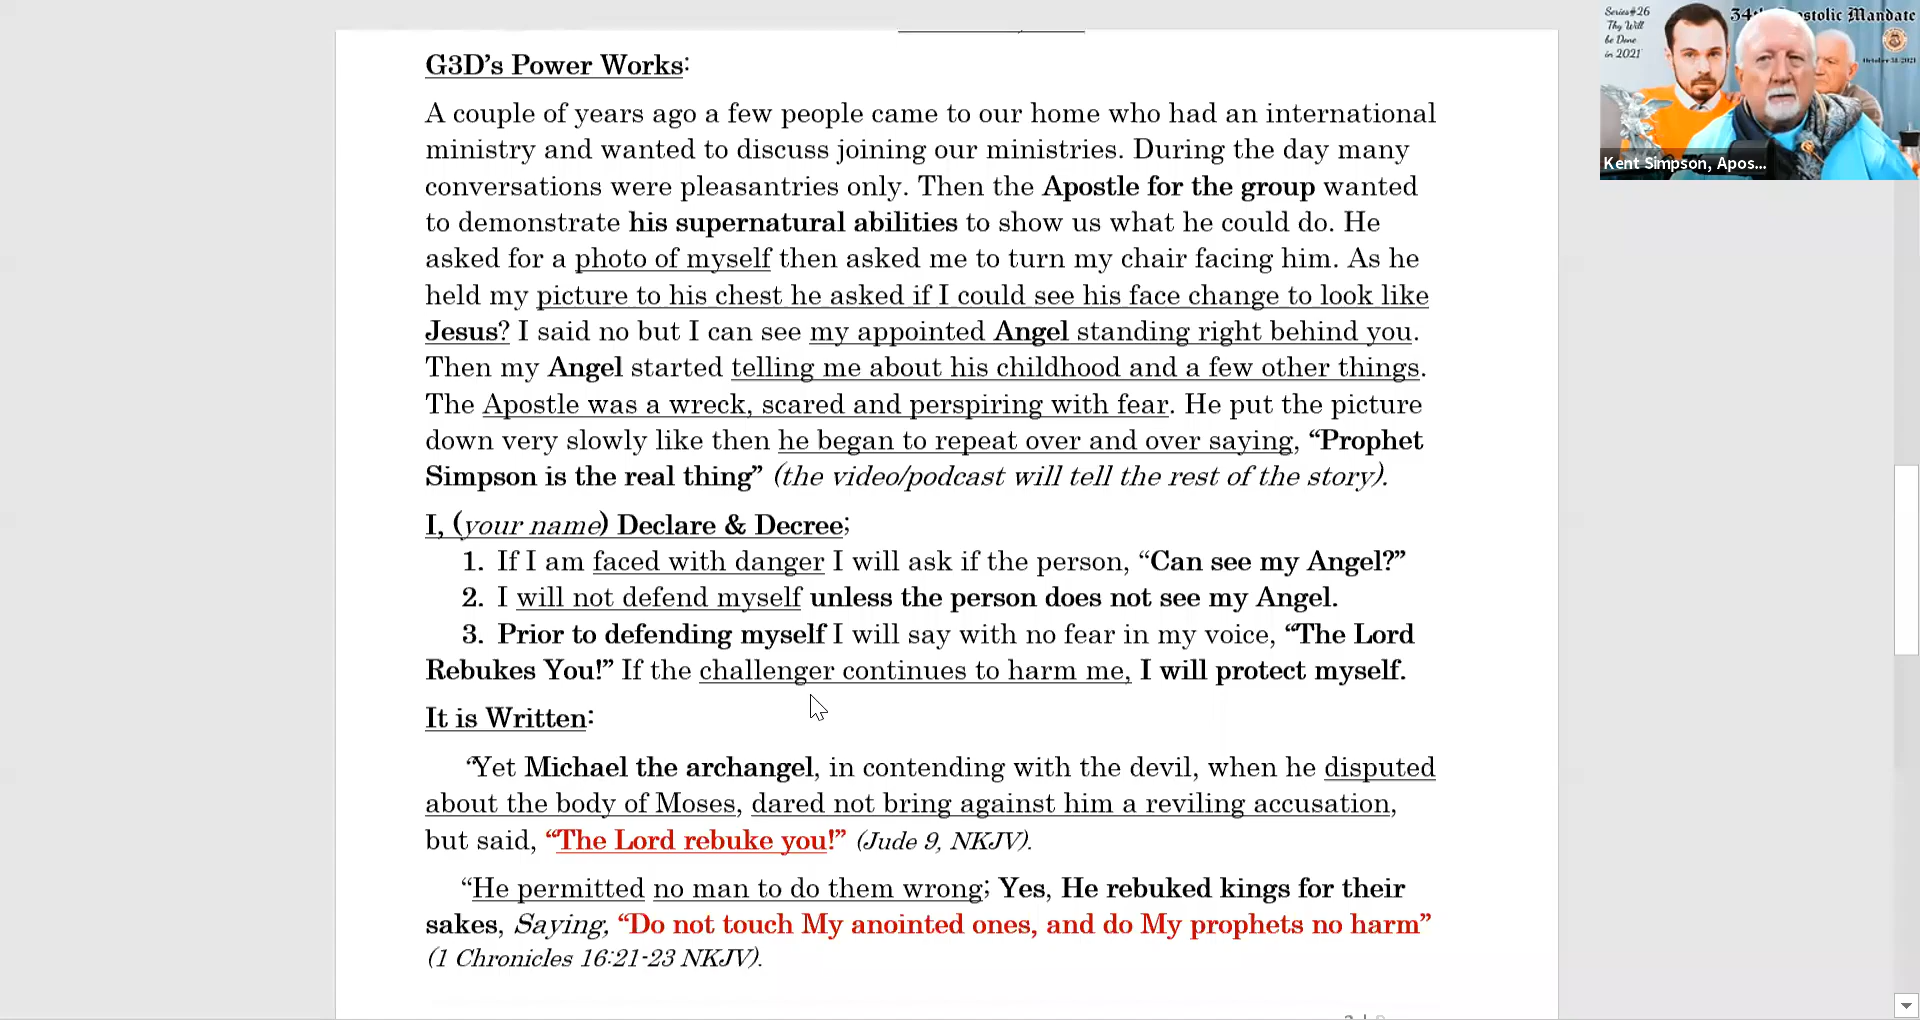 G3D’s Power Works:
A couple of years ago a few people came to our home who had an international
ministry and wanted to discuss joining our ministries. During the day many
conversations were pleasantries only. Then the Apostle for the group wanted
to demonstrate his supernatural abilities to show us what he could do. He
asked for a photo of myself then asked me to turn my chair facing him. As he
held my picture to his chest he asked if I could see his face change to look like
Jesus? I said no but I can see my appointed Angel standing right behind you.
Then my Angel started telling me about his childhood and a few other things.
The Apostle was a wreck, scared and perspiring with fear. He put the picture
down very slowly like then he began to repeat over and over saying, “Prophet
Simpson is the real thing” (the video/podcast will tell the rest of the story).
I, (your name) Declare & Decree;
1. If I am faced with danger I will ask if the person, “Can see my Angel?”
2. I will not defend myself unless the person does not see my Angel.
3. Prior to defending myself I will say with no fear in my voice, “The Lord
Rebukes You!” If the challenger continues to harm me, I will protect myself.
It is Written:
“Yet Michael the archangel, in contending with the devil, when he disputed
about the body of Moses, dared not bring against him a reviling accusation,
but said, “The Lord rebuke you!” (Jude 9, NKJV).
“He permitted no man to do them wrong; Yes, He rebuked kings for their
sakes, Saying, “Do not touch My anointed ones, and do My prophets no harm”
(1 Chronicles 16:21-23 NKJV).
Series#26
Thy Will
be Done
in 2021
34th stolic Mandate
October 31 2021
Kent Simpson, Apos...